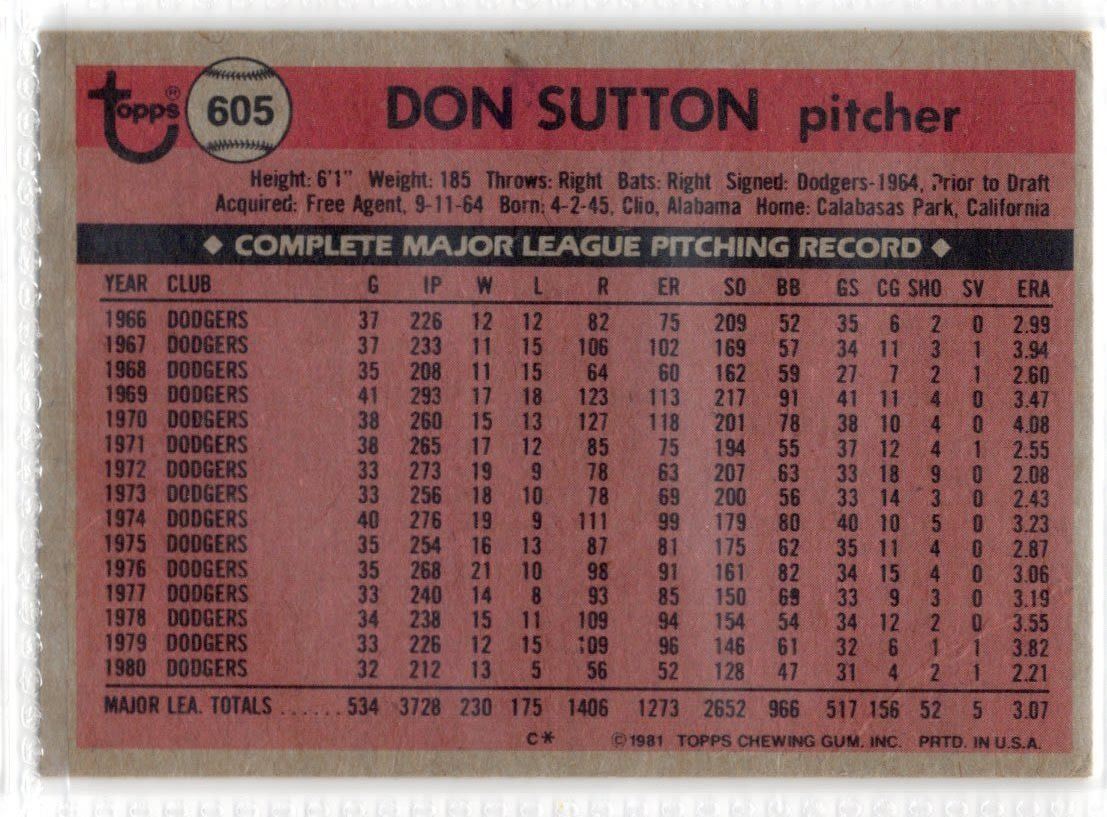 topps® 605 DON SUTTON pitcher
Height: 6'1" Weight: 185 Throws: Right Bats: Right Signed: Dodgers-1964, Prior to Draft
Acquired: Free Agent, 9-11-64 Born: 4-2-45, Clio, Alabama Home: Calabasas Park, California
◆ COMPLETE MAJOR LEAGUE PITCHING RECORD ◆
YEAR CLUB G IP W L R ER SO BB GS CG SHO SV ERA
1966 DODGERS 37 226 12 12 82 75 209 52 35 6 2 0 2.99
1967 DODGERS 37 233 11 15 106 102 169 57 34 11 3 1 3.94
1968 DODGERS 35 208 11 15 64 60 162 59 27 7 2 1 2.60
1969 DODGERS 41 293 17 18 123 113 217 91 41 11 4 0 3.47
1970 DODGERS 38 260 15 13 127 118 201 78 38 10 4 0 4.08
1971 DODGERS 38 265 17 12 85 75 194 55 37 12 4 1 2.55
1972 DODGERS 33 273 19 9 78 63 207 63 33 18 9 0 2.08
1973 DODGERS 33 256 18 10 78 69 200 56 33 14 3 0 2.43
1974 DODGERS 40 276 19 9 111 99 179 80 40 10 5 0 3.23
1975 DODGERS 35 254 16 13 87 81 175 62 35 11 4 0 2.87
1976 DODGERS 35 268 21 10 98 91 161 82 34 15 4 0 3.06
1977 DODGERS 33 240 14 8 93 85 150 69 33 9 3 0 3.19
1978 DODGERS 34 238 15 11 109 94 154 54 34 12 2 0 3.55
1979 DODGERS 33 226 12 15 109 96 146 61 32 6 1 1 3.82
1980 DODGERS 32 212 13 5 56 52 128 47 31 4 2 1 2.21
MAJOR LEA. TOTALS ...... 534 3728 230 175 1406 1273 2652 966 517 156 52 5 3.07
C* ©1981 TOPPS CHEWING GUM, INC. PRTD. IN U.S.A.